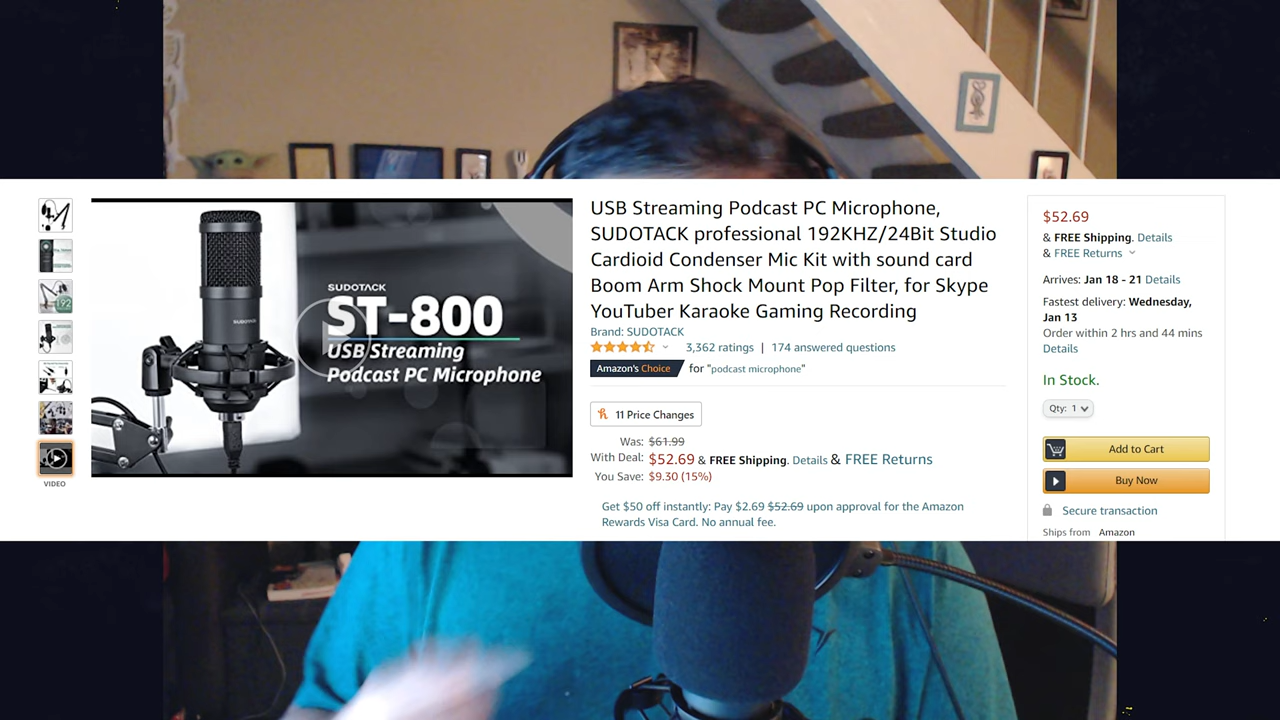 USB Streaming Podcast PC Microphone,
SUDOTACK professional 192KHZ/24Bit Studio
Cardioid Condenser Mic Kit with sound card
Boom Arm Shock Mount Pop Filter, for Skype
YouTube Karaoke Gaming Recording
Brand: SUDOTACK
3,362 ratings | 174 answered questions
Amazon's Choice for "podcast microphone"
11 Price Changes
Was: $61.99
With Deal: $52.69 & FREE Shipping. Details & FREE Returns
You Save: $9.30 (15%)
Get $50 off instantly: Pay $2.69 $52.69 upon approval for the Amazon
Rewards Visa Card. No annual fee.
SUDOTACK
ST-800
USB Streaming
Podcast PC Microphone
SUDOTACK
192
VIDEO
$52.69
& FREE Shipping. Details
& FREE Returns
Arrives: Jan 18 - 21 Details
Fastest delivery: Wednesday,
Jan 13
Order within 2 hrs and 44 mins
Details
In Stock.
Qty: 1
Add to Cart
Buy Now
Secure transaction
Ships from Amazon